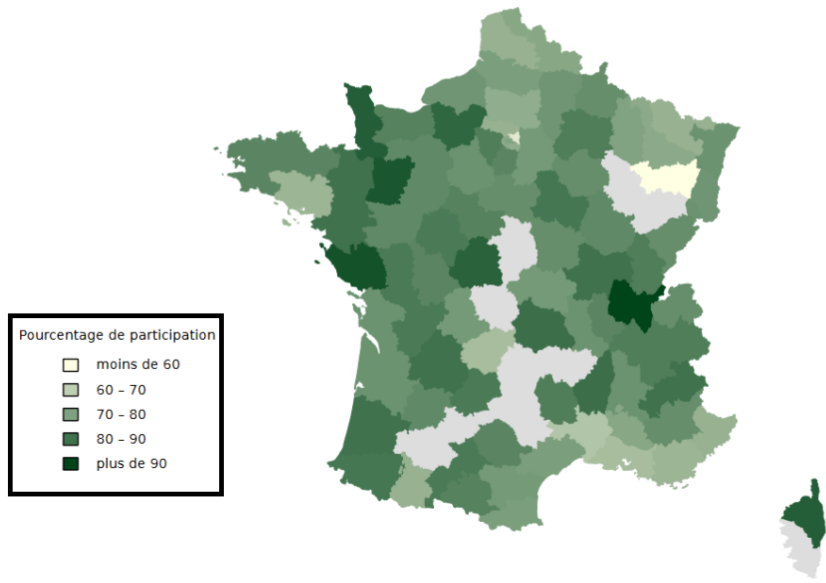 Pourcentage de participation
moins de 60
60 – 70
70 – 80
80 – 90
plus de 90